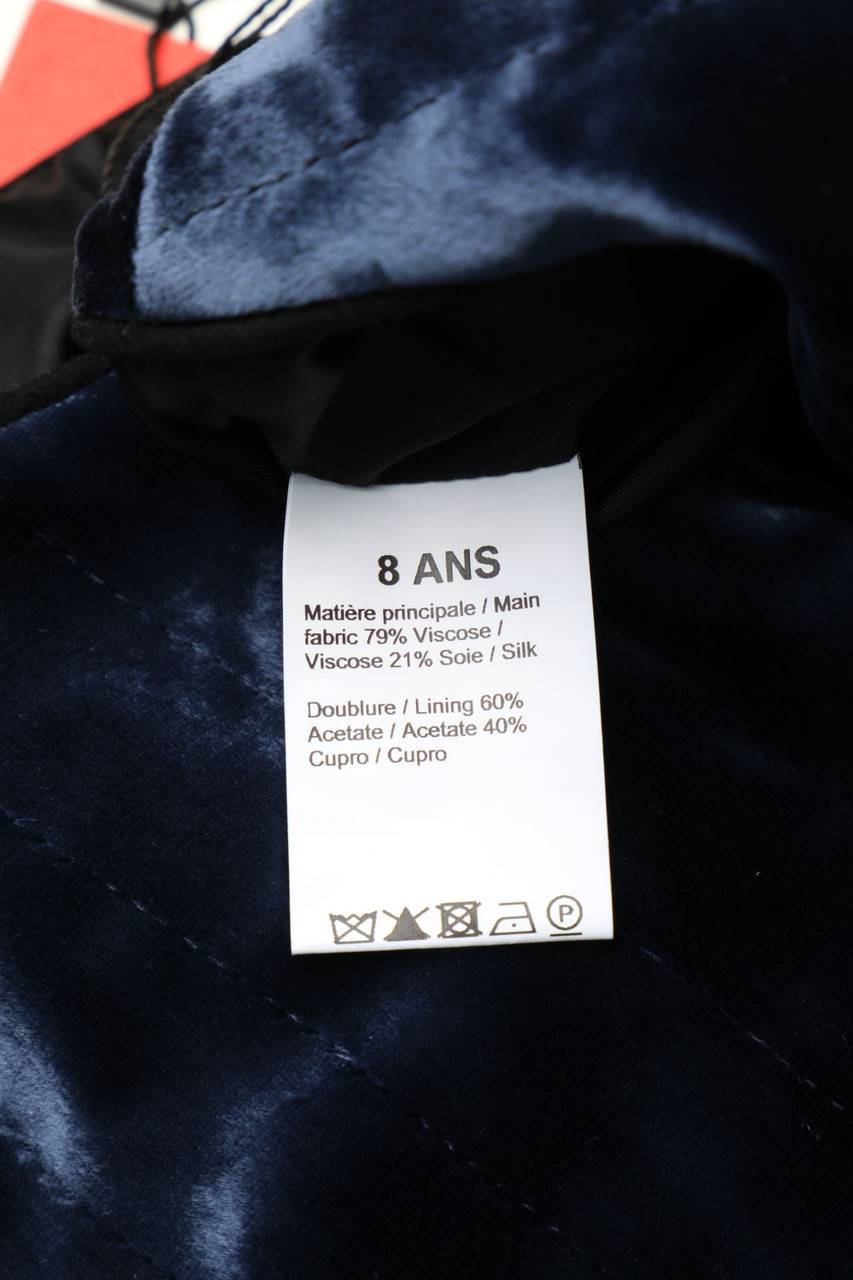 8 ANS
Matière principale / Main
fabric 79% Viscose /
Viscose 21% Soie / Silk
Doublure / Lining 60%
Acetate / Acetate 40%
Cupro / Cupro
P